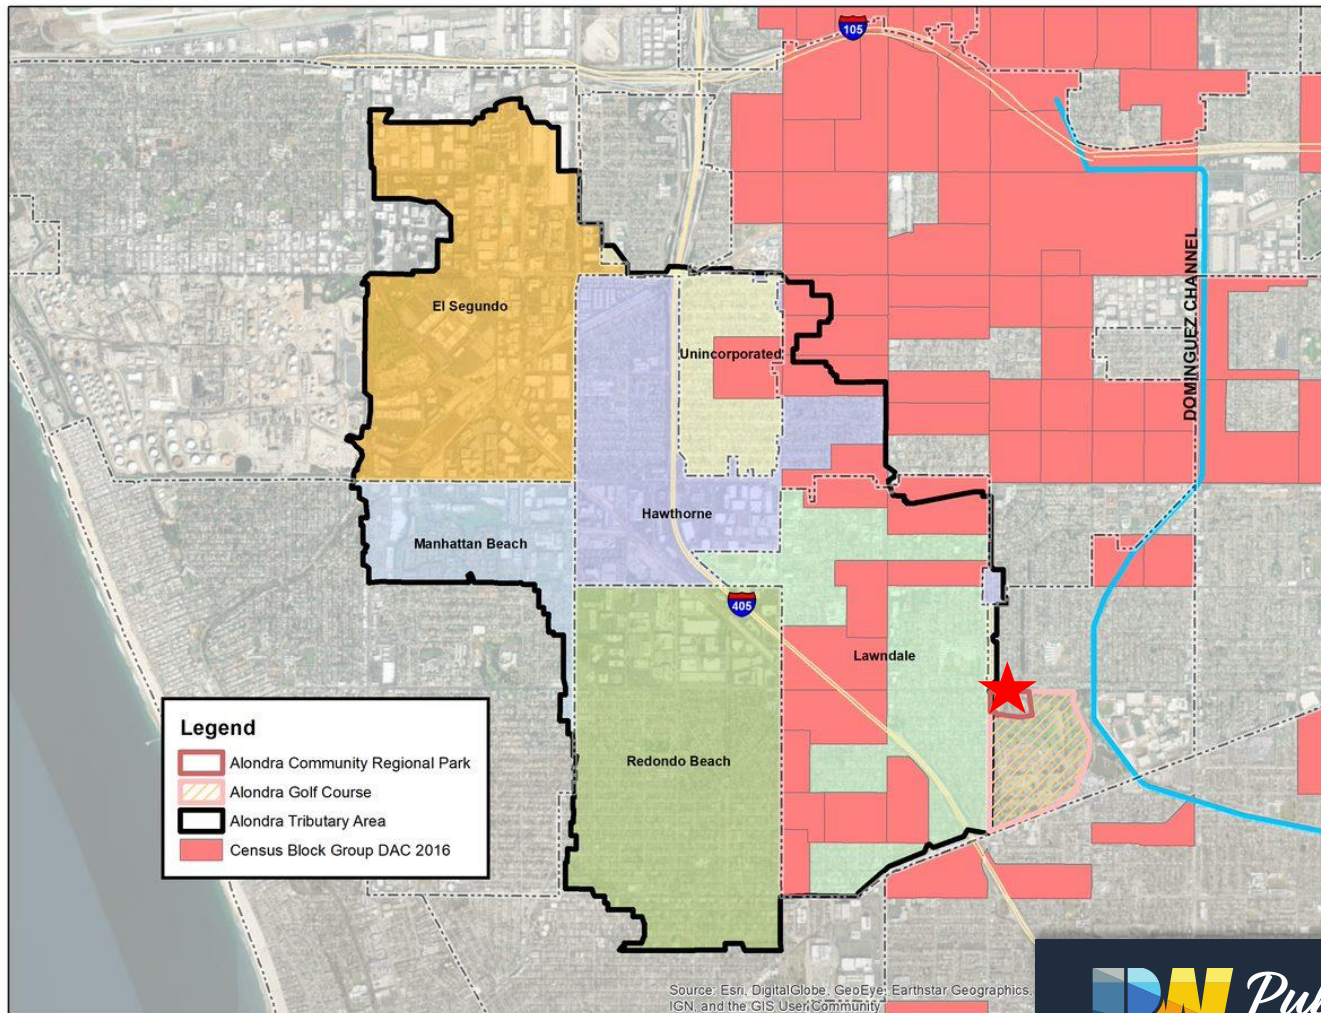 105
DOMINGUEZ CHANNEL
El Segundo
Unincorporated
Hawthorne
Manhattan Beach
405
Lawndale
Redondo Beach
Legend
Alondra Community Regional Park
Alondra Golf Course
Alondra Tributary Area
Census Block Group DAC 2016
Source: Esri, DigitalGlobe, GeoEye, Earthstar Geographics,
IGN, and the GIS User Community